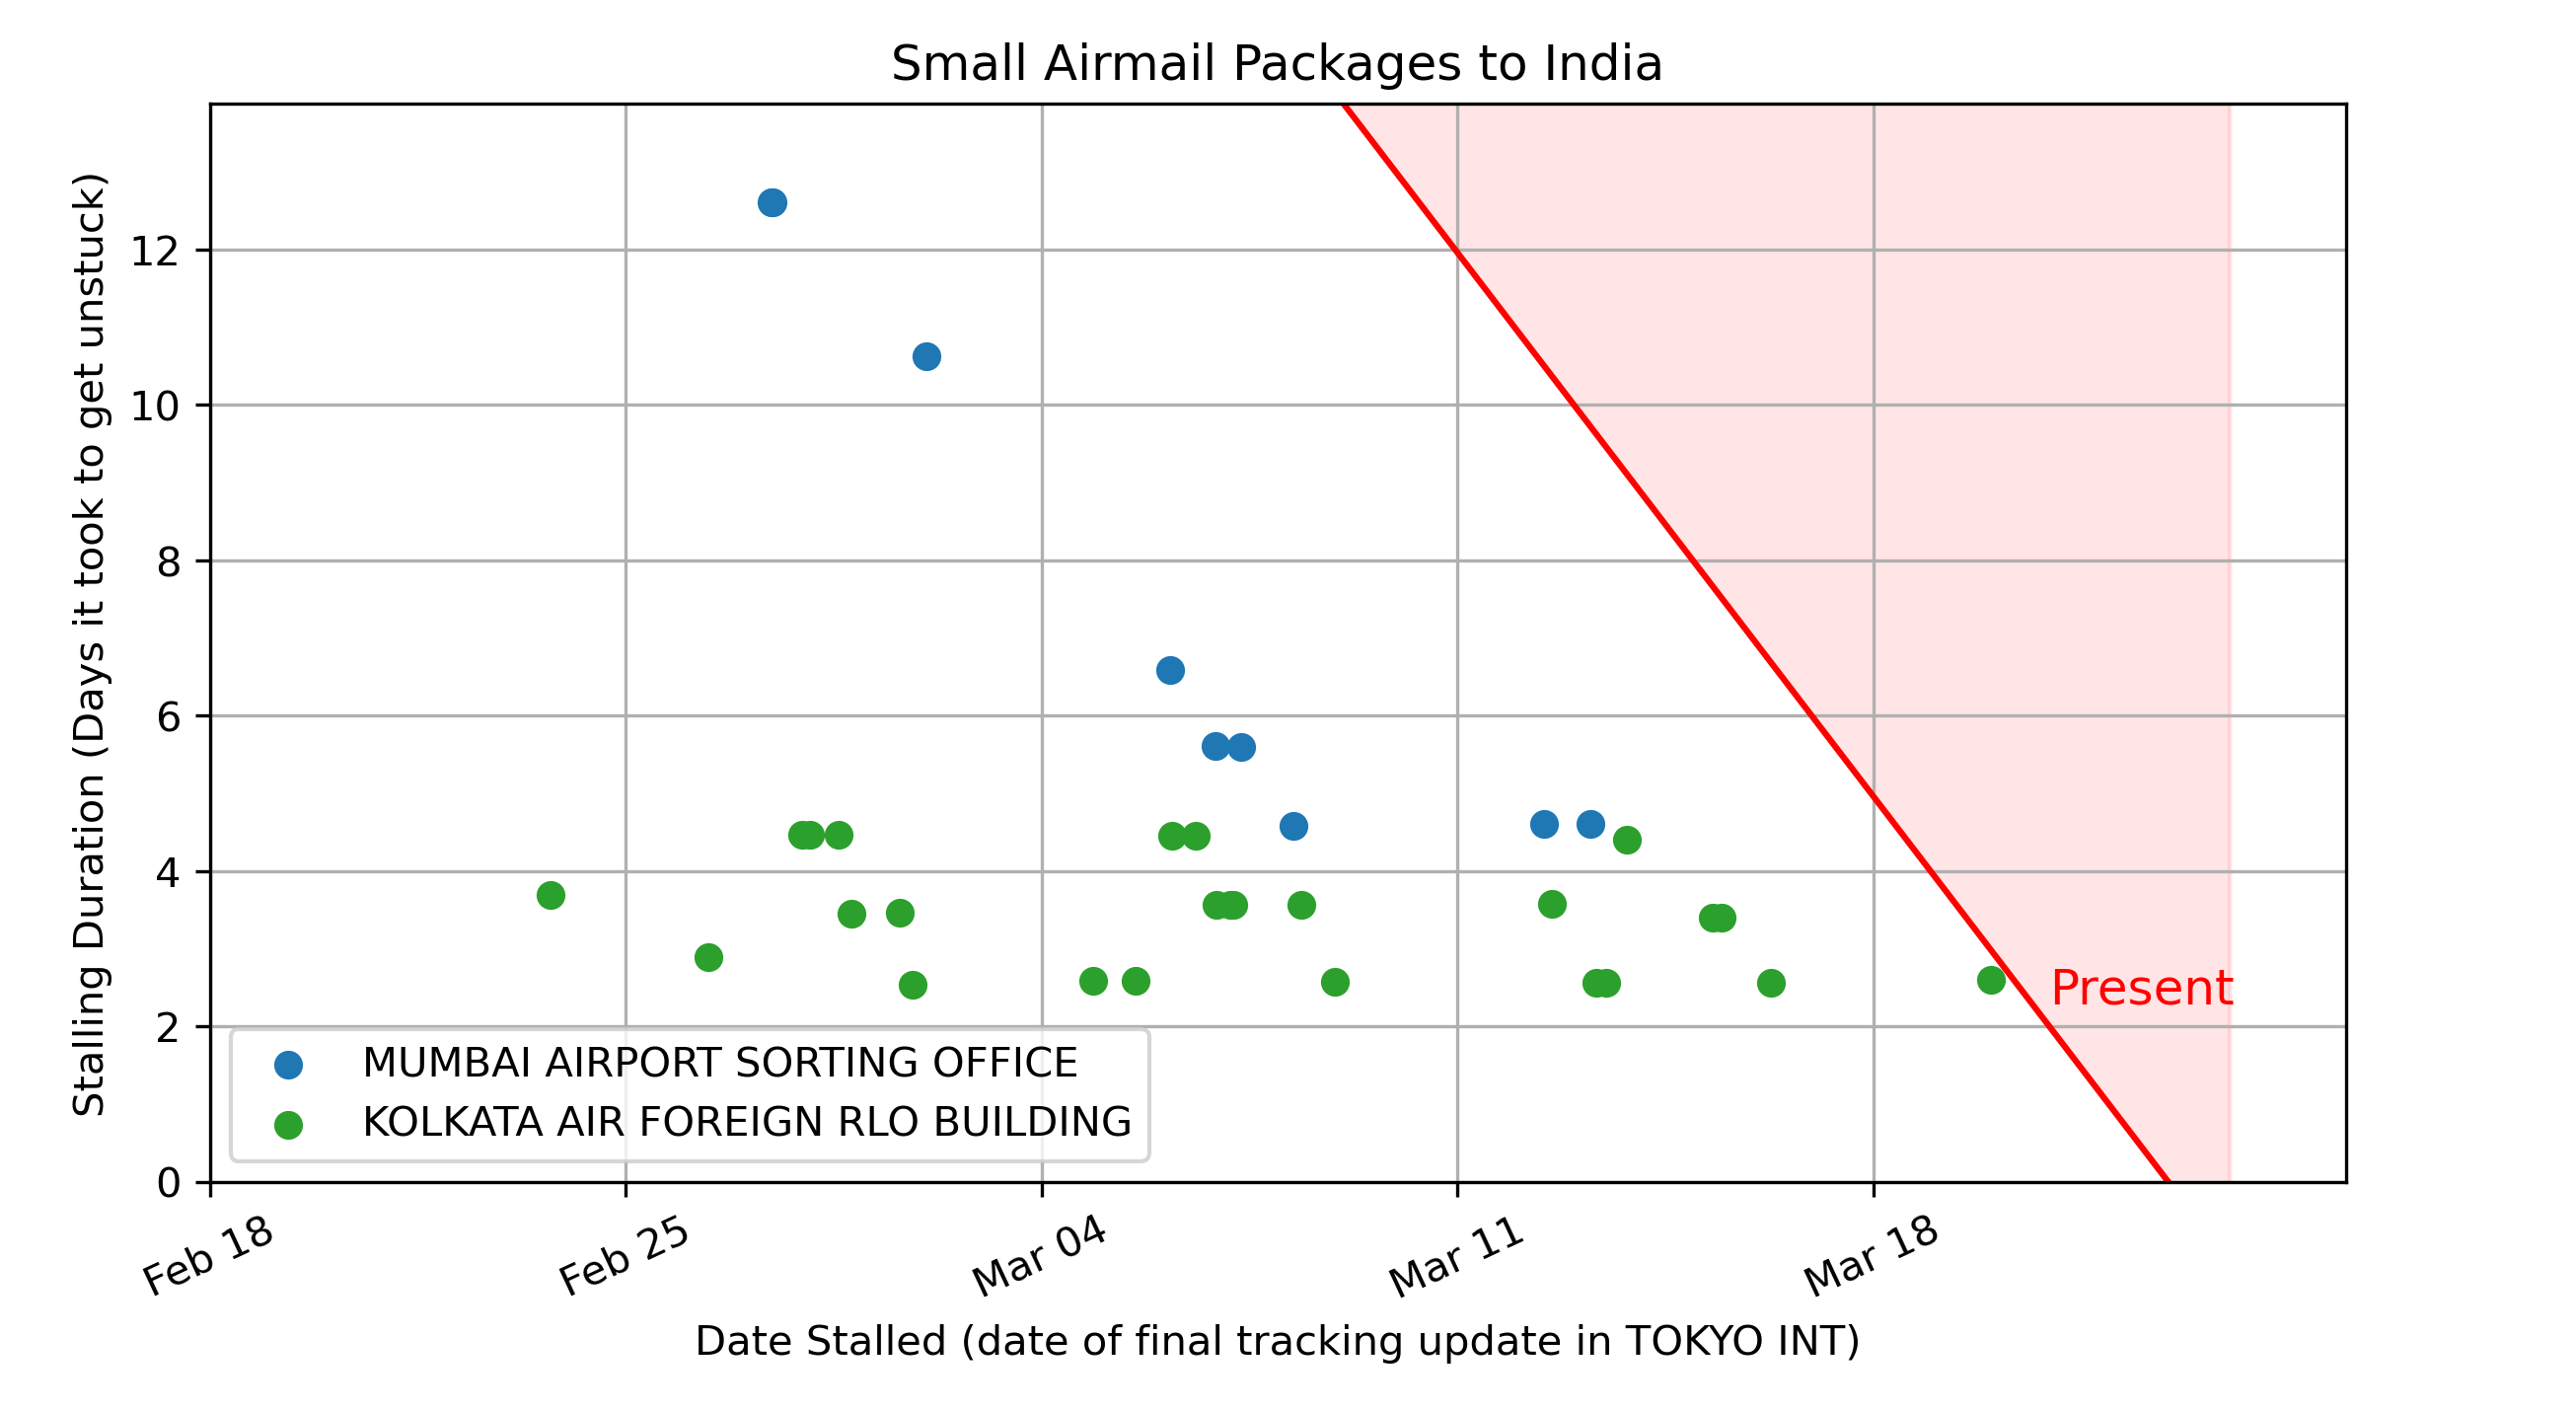 Small Airmail Packages to India
Stalling Duration (Days it took to get unstuck)
12
10
8
6
4
2
0
Present
MUMBAI AIRPORT SORTING OFFICE
KOLKATA AIR FOREIGN RLO BUILDING
Feb 18
Feb 25
Mar 04
Mar 11
Mar 18
Date Stalled (date of final tracking update in TOKYO INT)